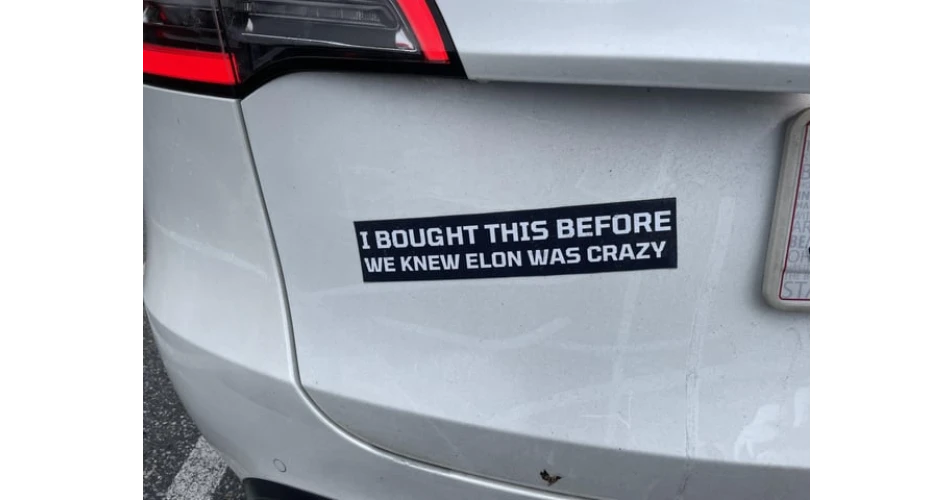 I BOUGHT THIS BEFORE
WE KNEW ELON WAS CRAZY